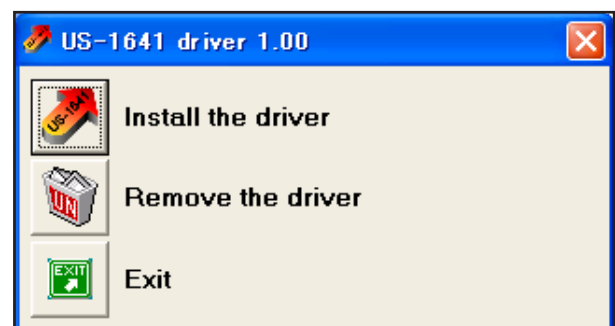 US-1641 driver 1.00
US-1641
Install the driver
UN
Remove the driver
EXIT
Exit